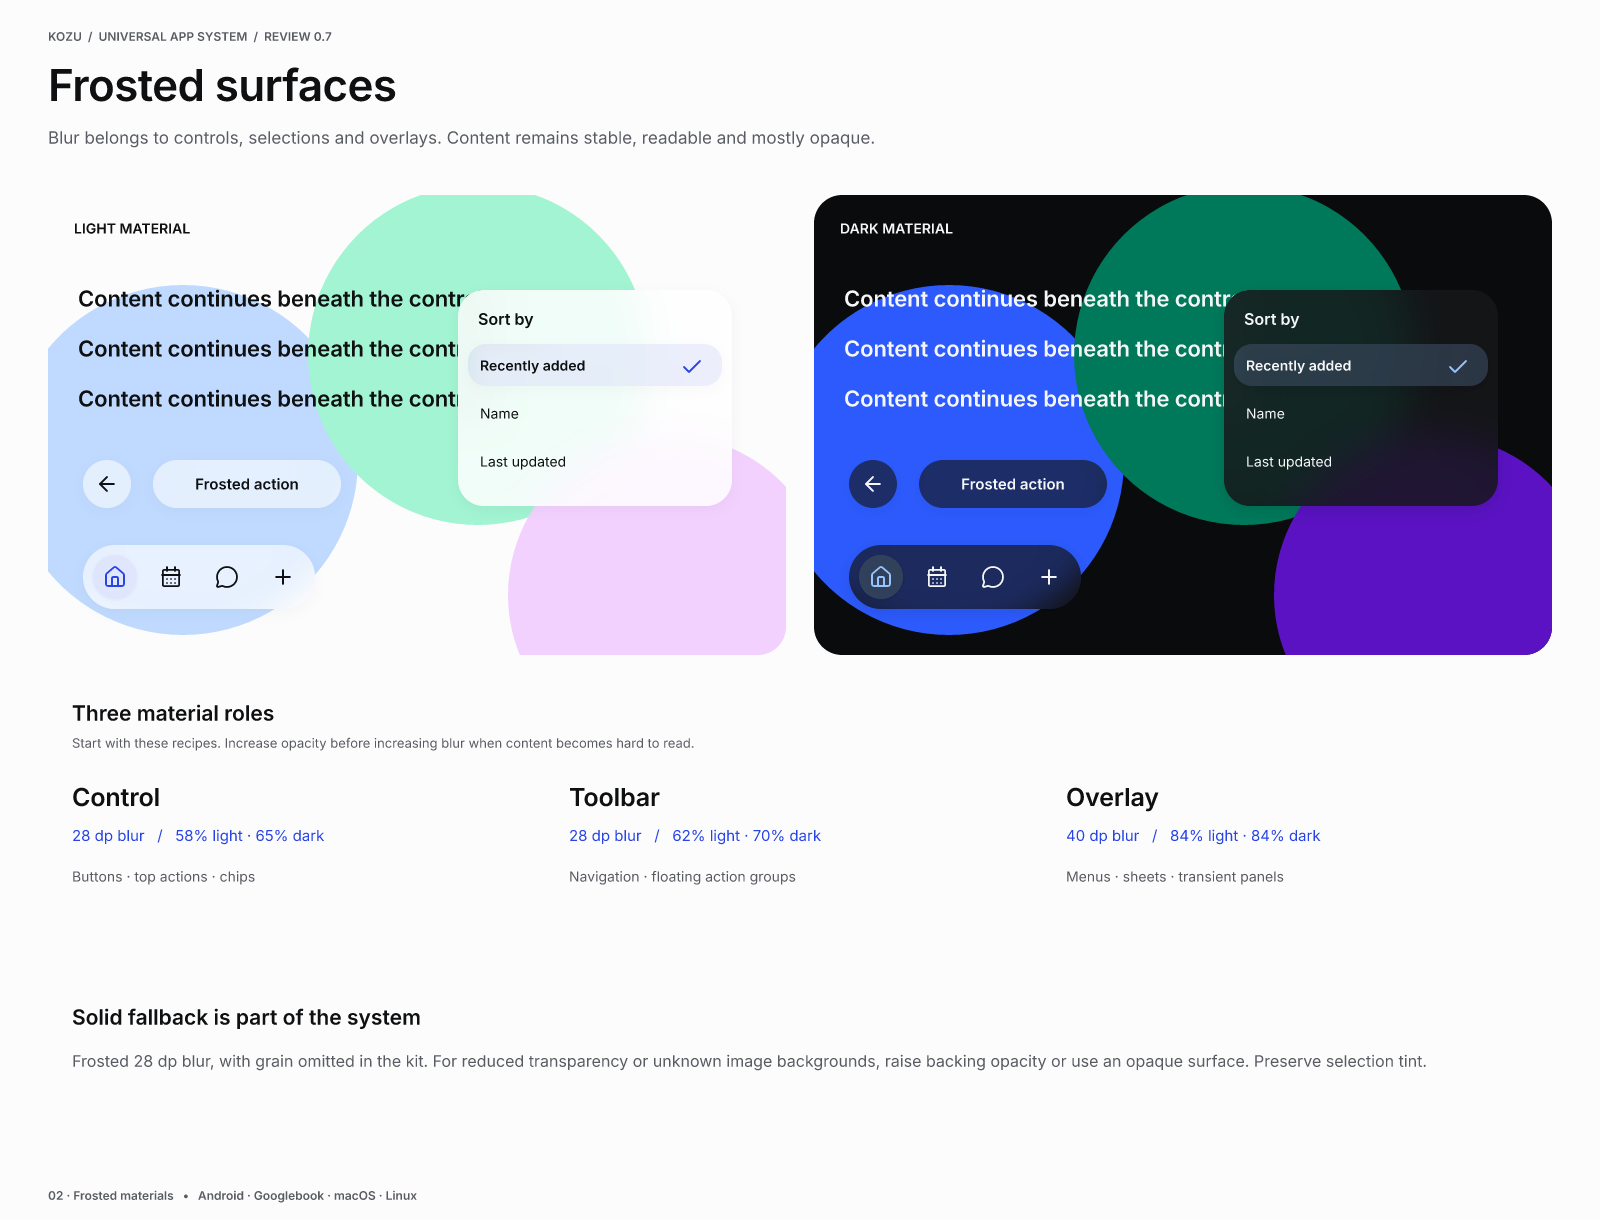 KOZU / UNIVERSAL APP SYSTEM / REVIEW 0.7
Frosted surfaces
Blur belongs to controls, selections and overlays. Content remains stable, readable and mostly opaque.
LIGHT MATERIAL
Content continues beneath the contr
Content continues beneath the contr
Content continues beneath the contr
Sort by
Recently added
Name
Last updated
Frosted action
DARK MATERIAL
Content continues beneath the contr
Content continues beneath the contr
Content continues beneath the contr
Sort by
Recently added
Name
Last updated
Frosted action
Three material roles
Start with these recipes. Increase opacity before increasing blur when content becomes hard to read.
Control
28 dp blur / 58% light · 65% dark
Buttons · top actions · chips
Toolbar
28 dp blur / 62% light · 70% dark
Navigation · floating action groups
Overlay
40 dp blur / 84% light · 84% dark
Menus · sheets · transient panels
Solid fallback is part of the system
Frosted 28 dp blur, with grain omitted in the kit. For reduced transparency or unknown image backgrounds, raise backing opacity or use an opaque surface. Preserve selection tint.
02 · Frosted materials • Android · Googlebook · macOS · Linux